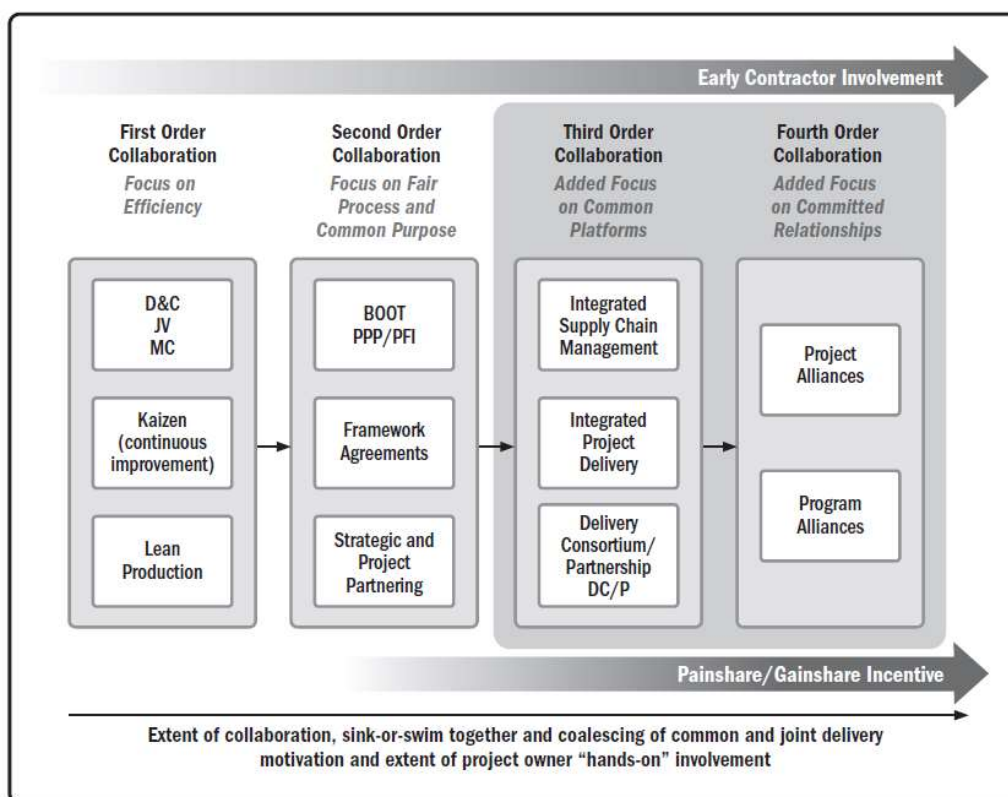 Early Contractor Involvement
First Order
Collaboration
Focus on
Efficiency
Second Order
Collaboration
Focus on Fair
Process and
Common Purpose
Third Order
Collaboration
Added Focus
on Common
Platforms
Fourth Order
Collaboration
Added Focus
on Committed
Relationships
D&C
JV
MC
Kaizen
(continuous
improvement)
Lean
Production
BOOT
PPP/PFI
Framework
Agreements
Strategic and
Project
Partnering
Integrated
Supply Chain
Management
Integrated
Project
Delivery
Delivery
Consortium/
Partnership
DC/P
Project
Alliances
Program
Alliances
Painshare/Gainshare Incentive
Extent of collaboration, sink-or-swim together and coalescing of common and joint delivery
motivation and extent of project owner “hands-on” involvement